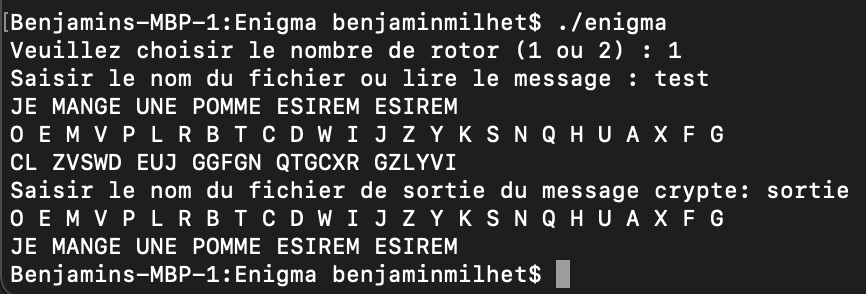 [Benjamins-MBP-1:Enigma benjaminmilhet$ ./enigma
Veuillez choisir le nombre de rotor (1 ou 2) : 1
Saisir le nom du fichier ou lire le message : test
JE MANGE UNE POMME ESIREM ESIREM
O E M V P L R B T C D W I J Z Y K S N Q H U A X F G
CL ZVSWD EUJ GGFGN QTGCXR GZLYVI
Saisir le nom du fichier de sortie du message crypte: sortie
O E M V P L R B T C D W I J Z Y K S N Q H U A X F G
JE MANGE UNE POMME ESIREM ESIREM
Benjamins-MBP-1:Enigma benjaminmilhet$